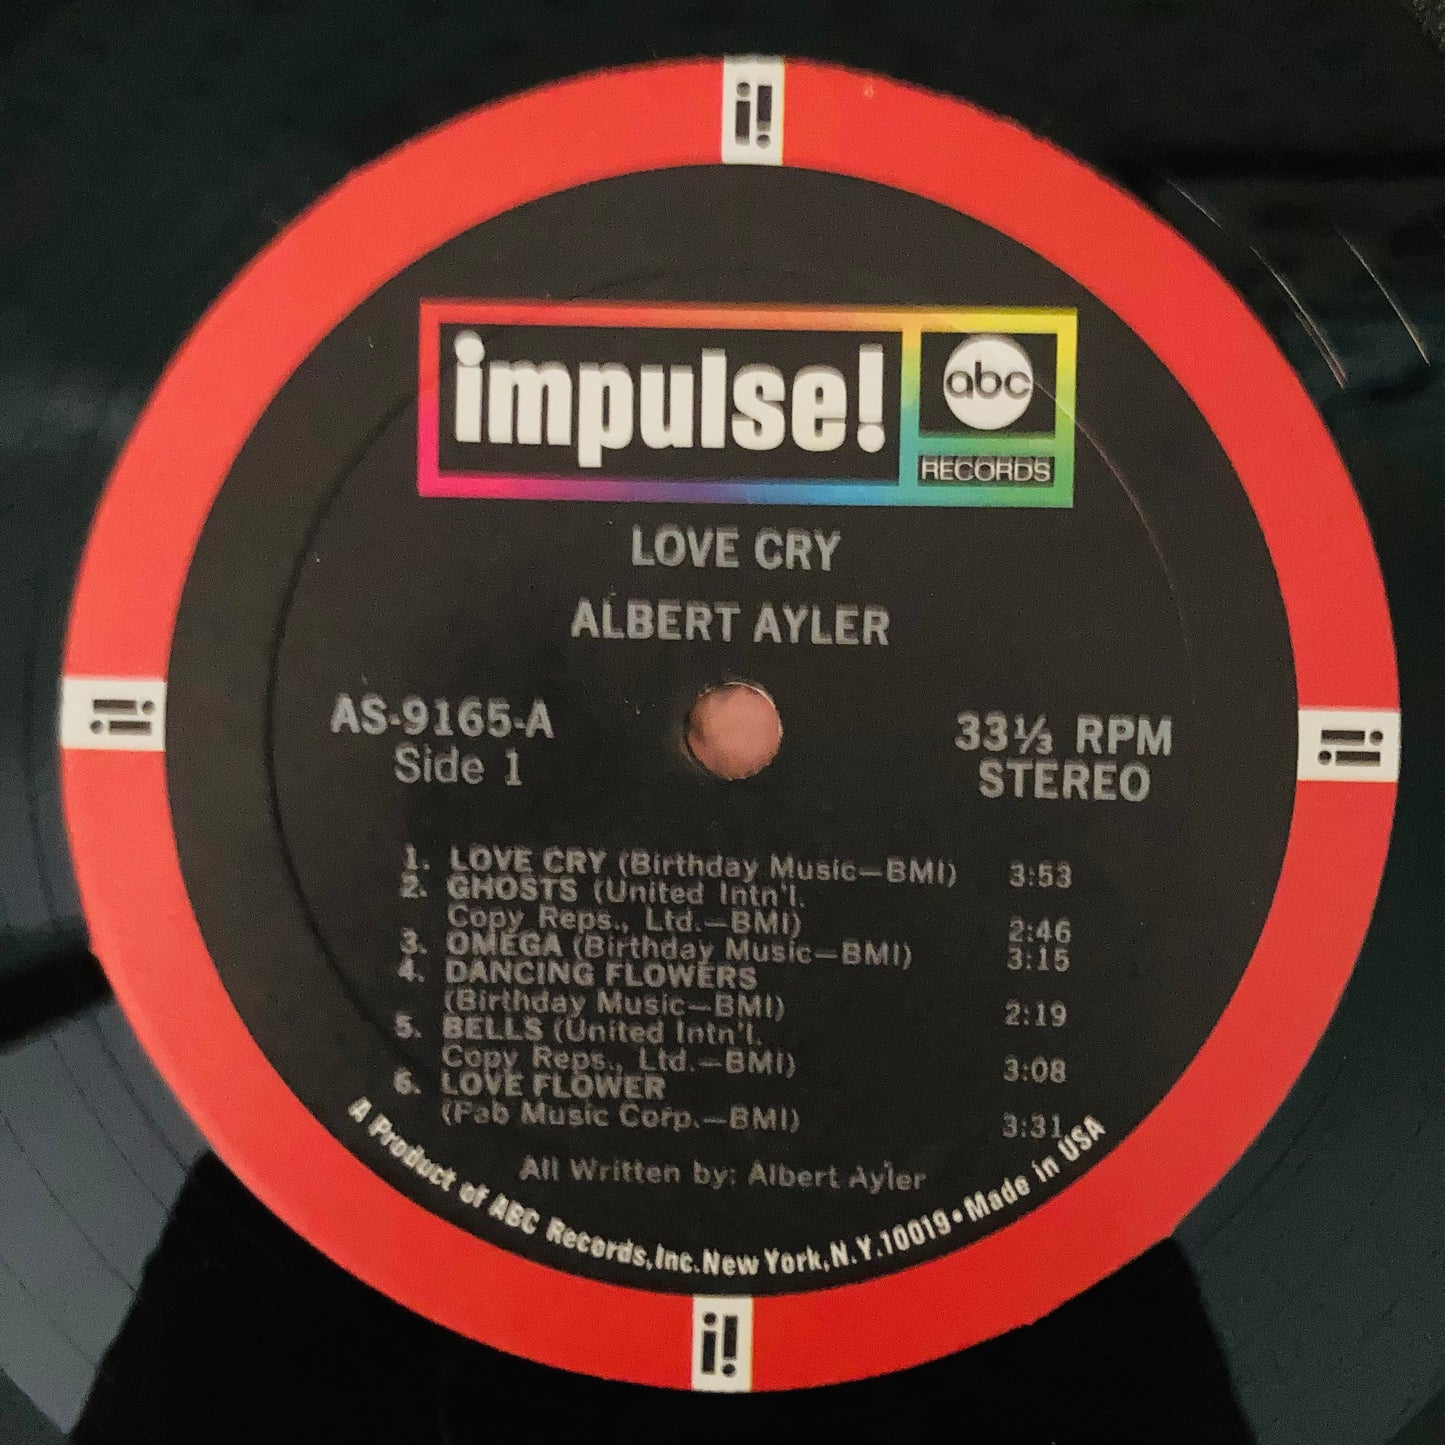 i!
impulse!
abc
RECORDS
LOVE CRY
ALBERT AYLER
AS-9165-A
Side 1
33⅓ RPM
STEREO
i!
i!
1. LOVE CRY (Birthday Music—BMI) 3:53
2. GHOSTS (United Intn'l.
Copy Reps., Ltd.—BMI) 2:46
3. OMEGA (Birthday Music—BMI) 3:15
4. DANCING FLOWERS
(Birthday Music—BMI) 2:19
5. BELLS (United Intn'l.
Copy Reps., Ltd.—BMI) 3:08
6. LOVE FLOWER
(Fab Music Corp.—BMI) 3:31
All Written by: Albert Ayler
A Product of ABC Records, Inc. New York, N.Y. 10019 • Made in USA
i!